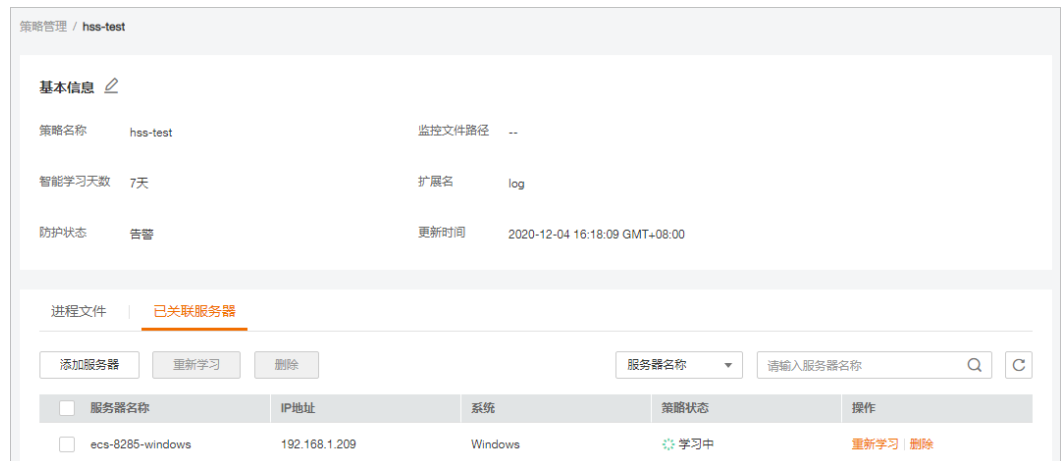 策略管理 / hss-test
基本信息
策略名称 hss-test 监控文件路径 --
智能学习天数 7天 扩展名 log
防护状态 告警 更新时间 2020-12-04 16:18:09 GMT+08:00
进程文件 已关联服务器
添加服务器 重新学习 删除 服务器名称 请输入服务器名称
服务器名称 IP地址 系统 策略状态 操作
ecs-8285-windows 192.168.1.209 Windows 学习中 重新学习 删除